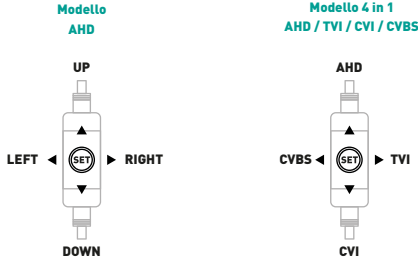 Modello
AHD
UP
LEFT
SET
RIGHT
DOWN
Modello 4 in 1
AHD / TVI / CVI / CVBS
AHD
CVBS
SET
TVI
CVI